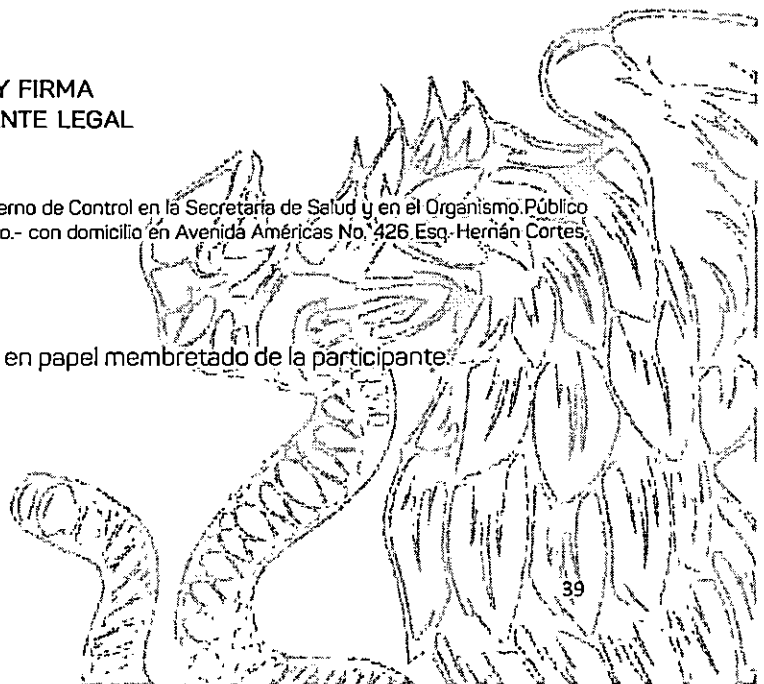 Y FIRMA
ANTE LEGAL
erno de Control en la Secretaría de Salud y en el Organismo Público
o.- con domicilio en Avenida Américas No. 426 Esq. Hernán Cortes,
en papel membretado de la participante.
39